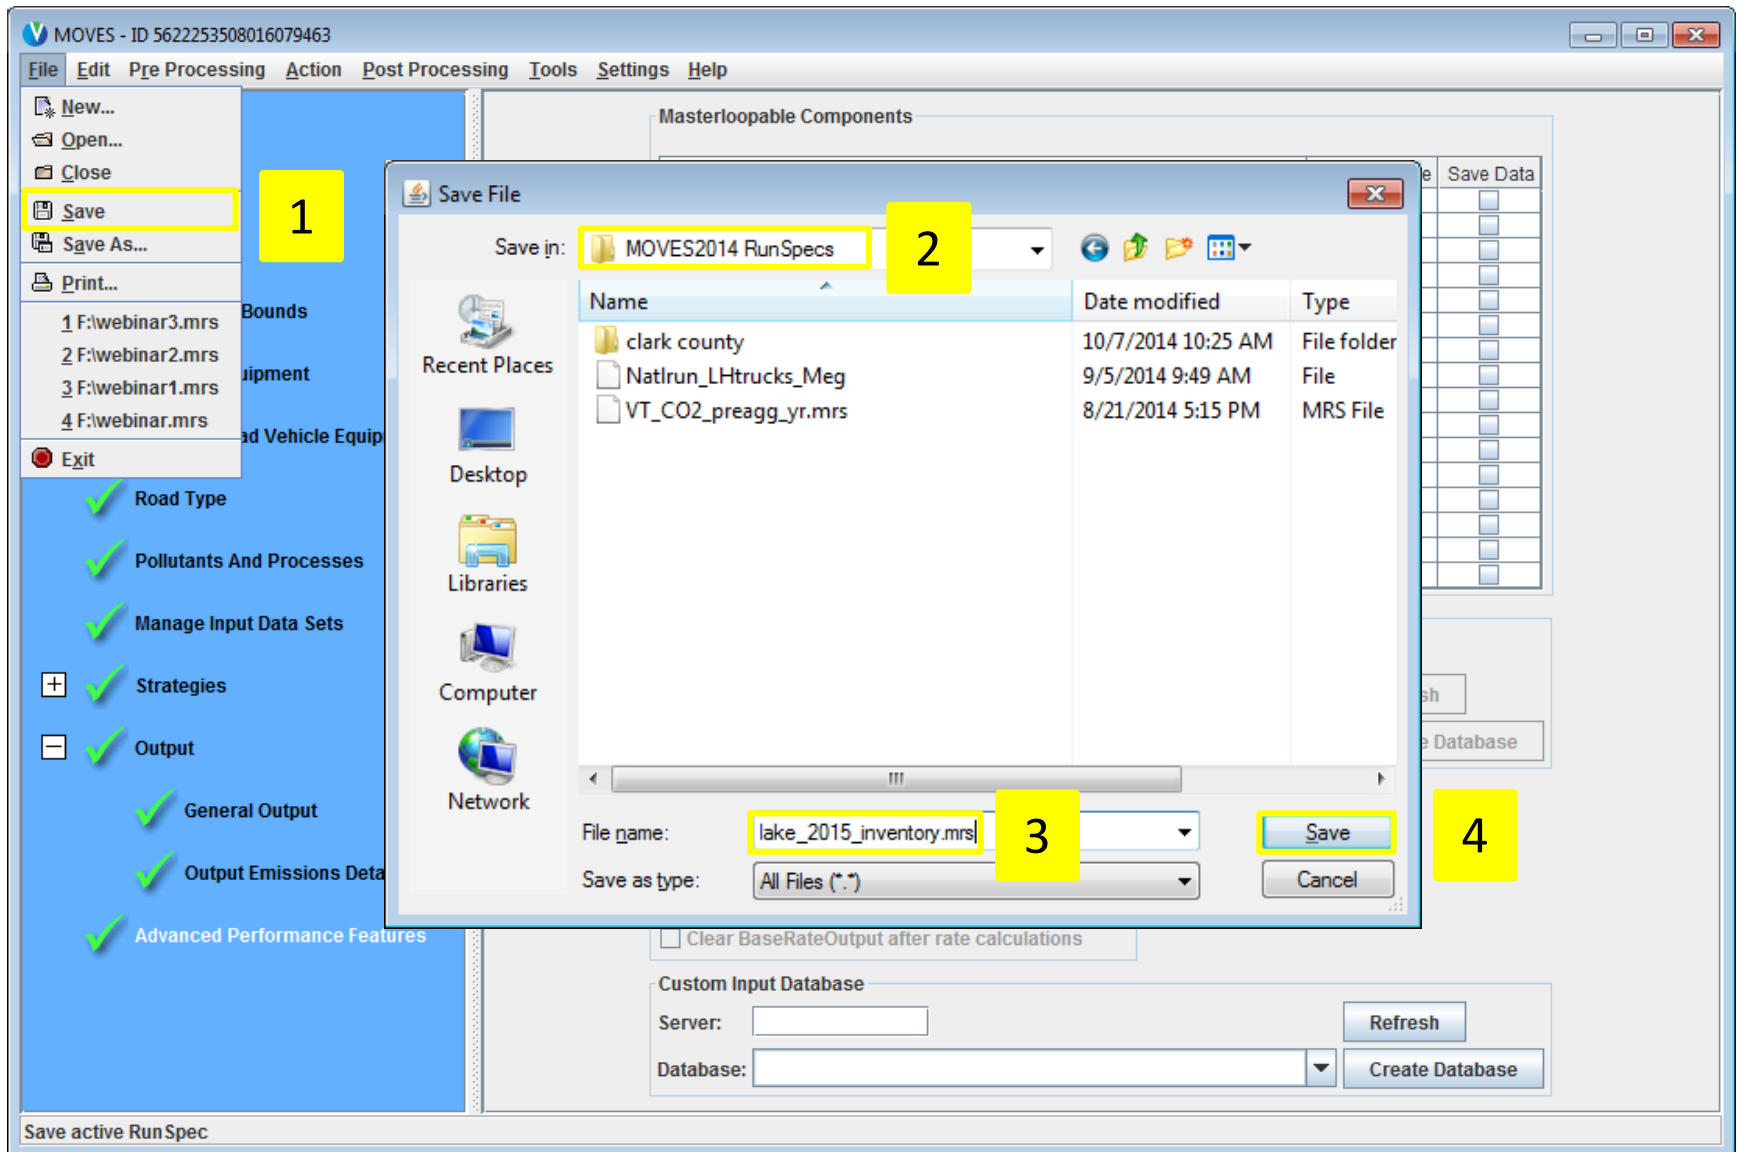 MOVES - ID 5622253508016079463
File Edit Pre Processing Action Post Processing Tools Settings Help
New...
Open...
Close
Save
Save As...
Print...
1 F:\webinar3.mrs
2 F:\webinar2.mrs
3 F:\webinar1.mrs
4 F:\webinar.mrs
Exit
1
Bounds
uipment
ad Vehicle Equip
Road Type
Pollutants And Processes
Manage Input Data Sets
Strategies
Output
General Output
Output Emissions Deta
Advanced Performance Features
Masterloopable Components
e Save Data
Save File
Save in: MOVES2014 RunSpecs
2
Name Date modified Type
clark county 10/7/2014 10:25 AM File folder
Natlrun_LHtrucks_Meg 9/5/2014 9:49 AM File
VT_CO2_preagg_yr.mrs 8/21/2014 5:15 PM MRS File
Recent Places
Desktop
Libraries
Computer
Network
File name: lake_2015_inventory.mrs
3
Save
4
Save as type: All Files (*.*)
Cancel
sh
e Database
Clear BaseRateOutput after rate calculations
Custom Input Database
Server:
Refresh
Database:
Create Database
Save active RunSpec